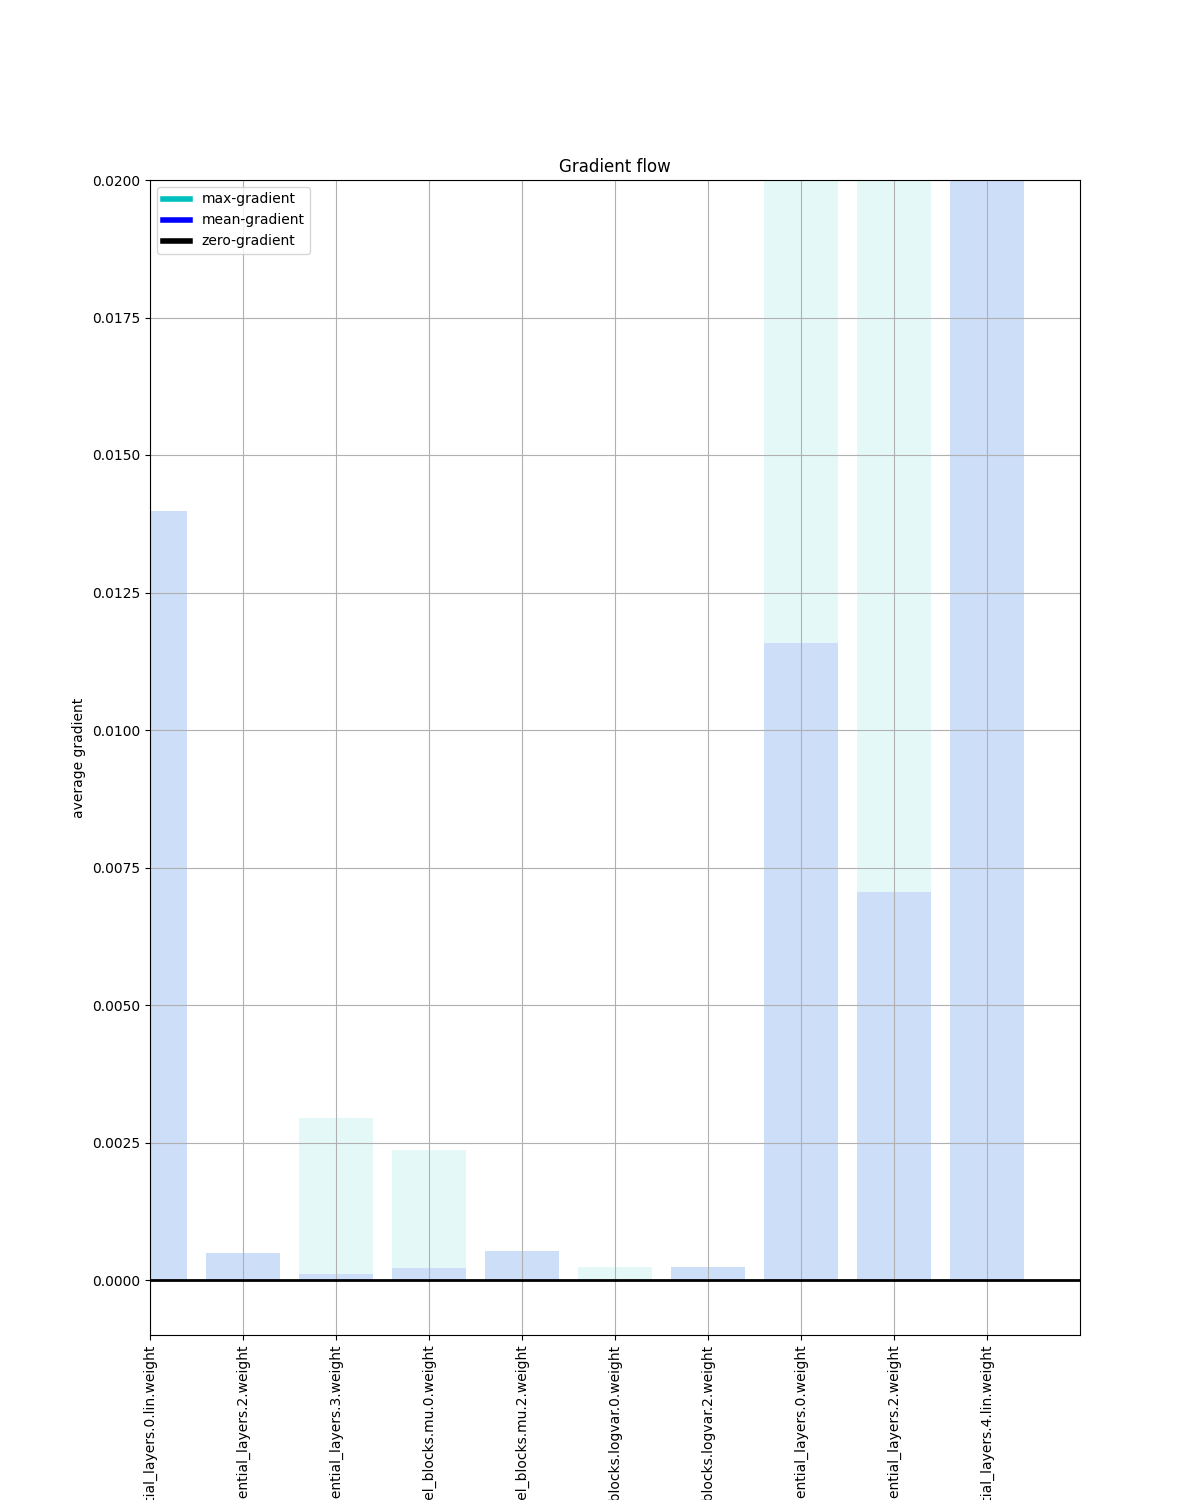 Gradient flow
max-gradient
mean-gradient
zero-gradient
0.0200
0.0175
0.0150
0.0125
0.0100
0.0075
0.0050
0.0025
0.0000
average gradient
tial_layers.0.lin.weight
ential_layers.2.weight
ential_layers.3.weight
el_blocks.mu.0.weight
el_blocks.mu.2.weight
blocks.logvar.0.weight
blocks.logvar.2.weight
ential_layers.0.weight
ential_layers.2.weight
tial_layers.4.lin.weight